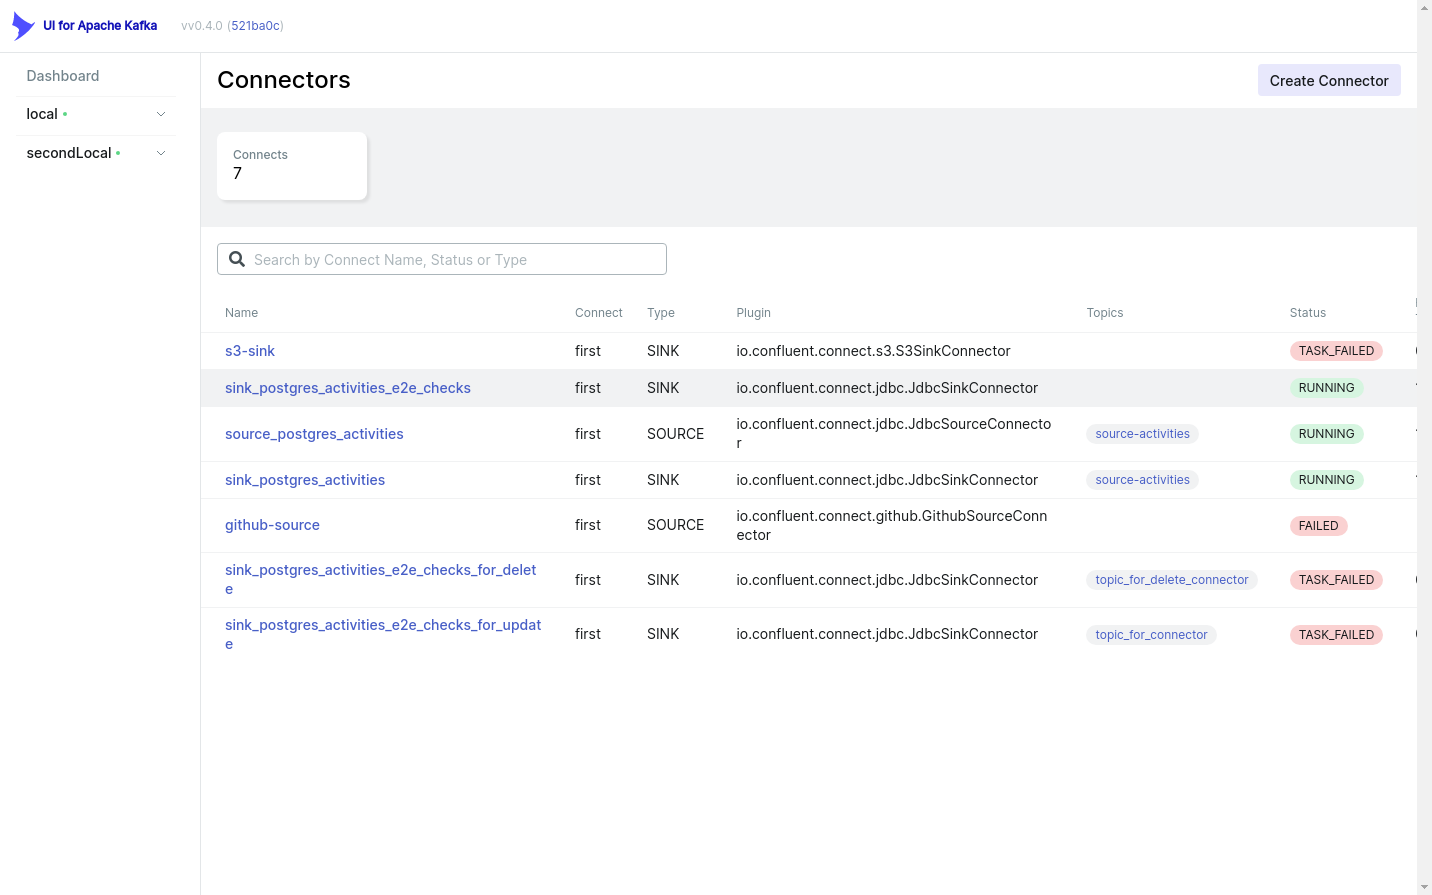 UI for Apache Kafka vv0.4.0 (521ba0c)
Dashboard
local
secondLocal
Connectors
Create Connector
Connects
7
Search by Connect Name, Status or Type
Name Connect Type Plugin Topics Status
s3-sink first SINK io.confluent.connect.s3.S3SinkConnector TASK_FAILED
sink_postgres_activities_e2e_checks first SINK io.confluent.connect.jdbc.JdbcSinkConnector RUNNING
source_postgres_activities first SOURCE io.confluent.connect.jdbc.JdbcSourceConnecto
r source-activities RUNNING
sink_postgres_activities first SINK io.confluent.connect.jdbc.JdbcSinkConnector source-activities RUNNING
github-source first SOURCE io.confluent.connect.github.GithubSourceConn
ector FAILED
sink_postgres_activities_e2e_checks_for_delet
e first SINK io.confluent.connect.jdbc.JdbcSinkConnector topic_for_delete_connector TASK_FAILED
sink_postgres_activities_e2e_checks_for_updat
e first SINK io.confluent.connect.jdbc.JdbcSinkConnector topic_for_connector TASK_FAILED